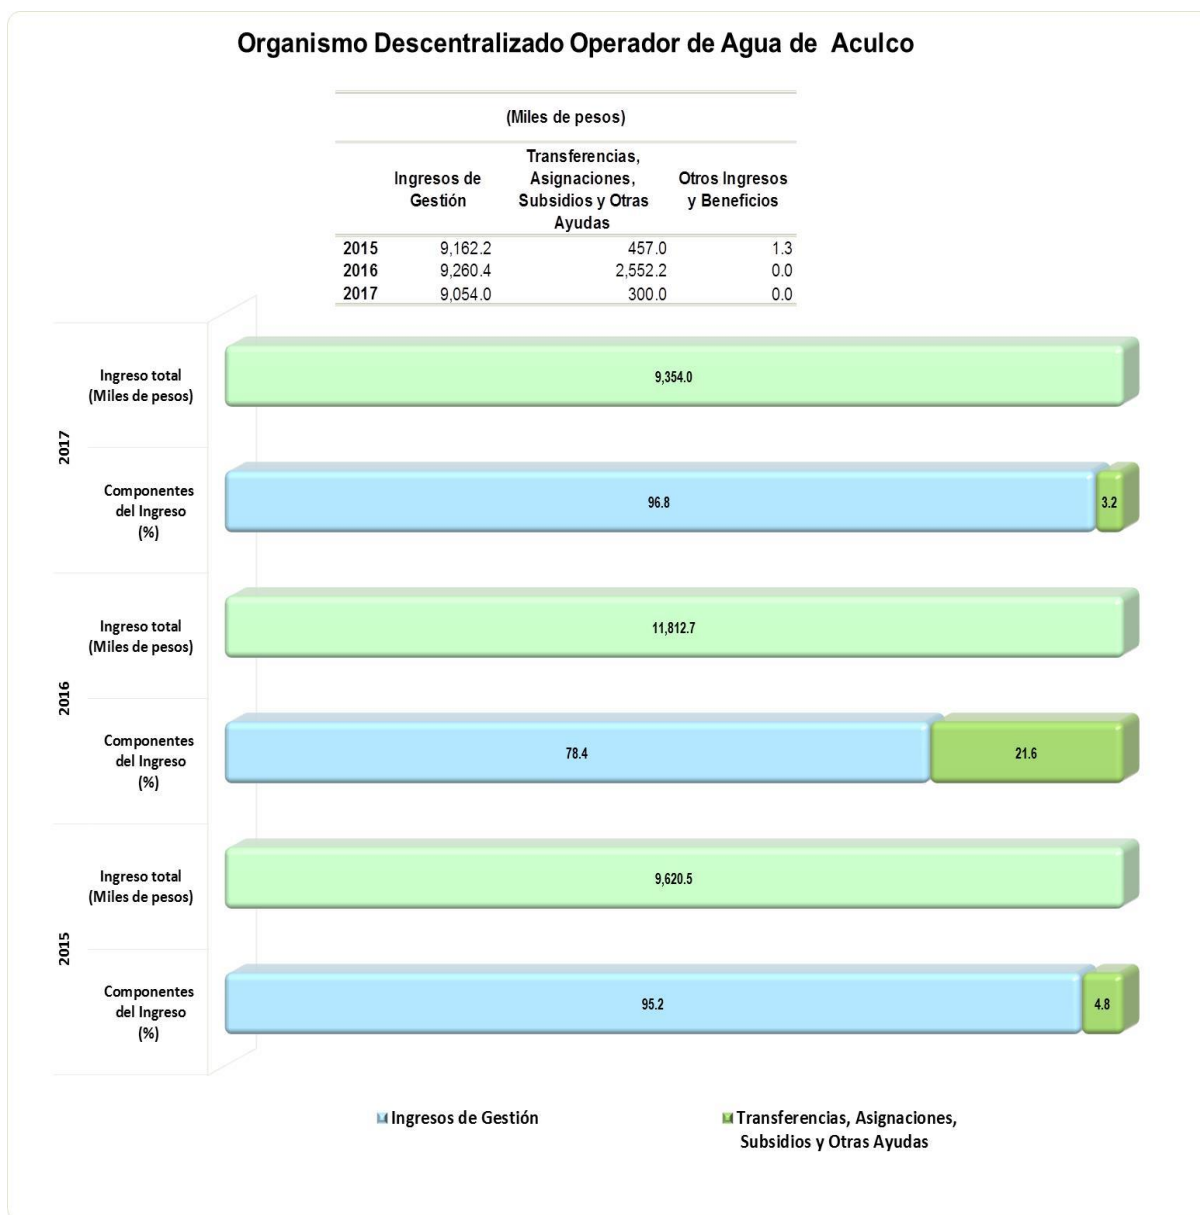 Organismo Descentralizado Operador de Agua de Aculco
(Miles de pesos)
Ingresos de
Gestión
Transferencias,
Asignaciones,
Subsidios y Otras
Ayudas
Otros Ingresos
y Beneficios
2015 9,162.2 457.0 1.3
2016 9,260.4 2,552.2 0.0
2017 9,054.0 300.0 0.0
2017
Ingreso total
(Miles de pesos)
9,354.0
Componentes
del Ingreso
(%)
96.8
3.2
2016
Ingreso total
(Miles de pesos)
11,812.7
Componentes
del Ingreso
(%)
78.4
21.6
2015
Ingreso total
(Miles de pesos)
9,620.5
Componentes
del Ingreso
(%)
95.2
4.8
Ingresos de Gestión
Transferencias, Asignaciones,
Subsidios y Otras Ayudas